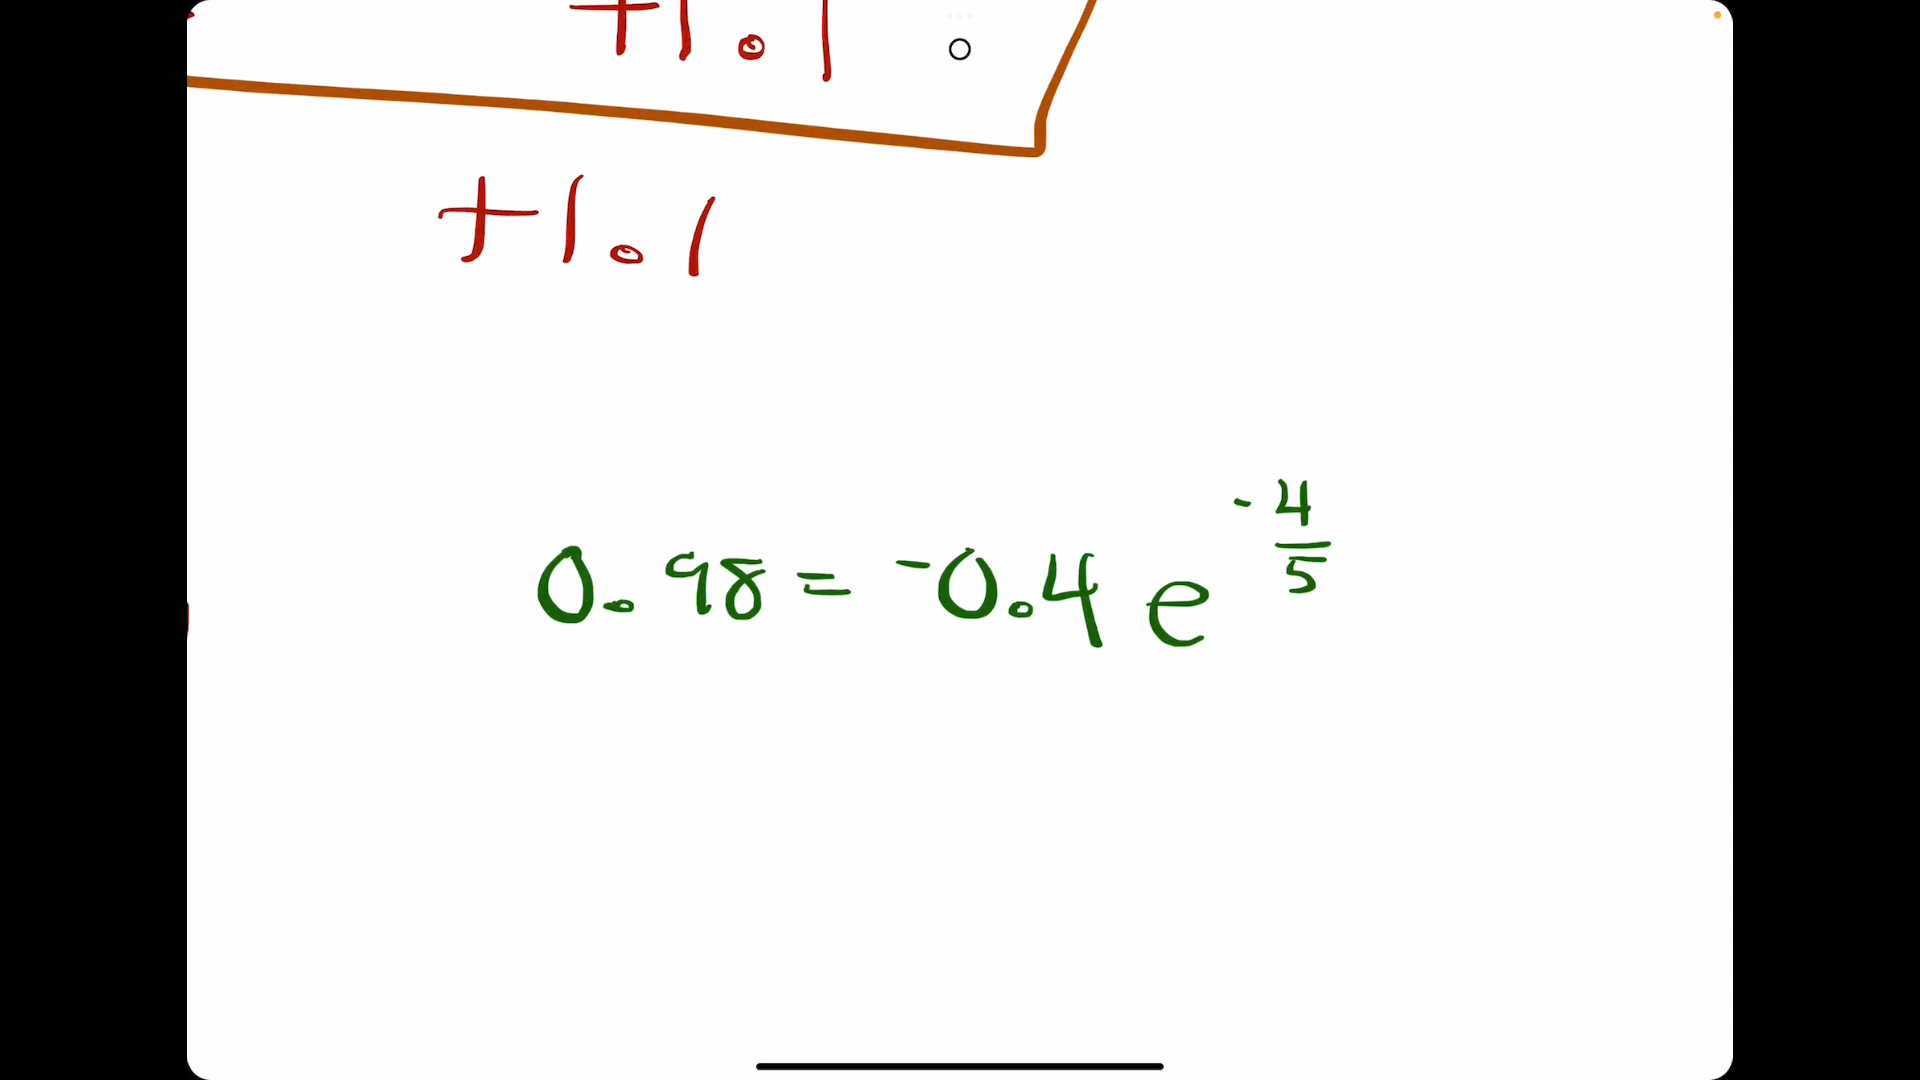 +1.1
+1.1
0.98 = -0.4 e^{-4/5}